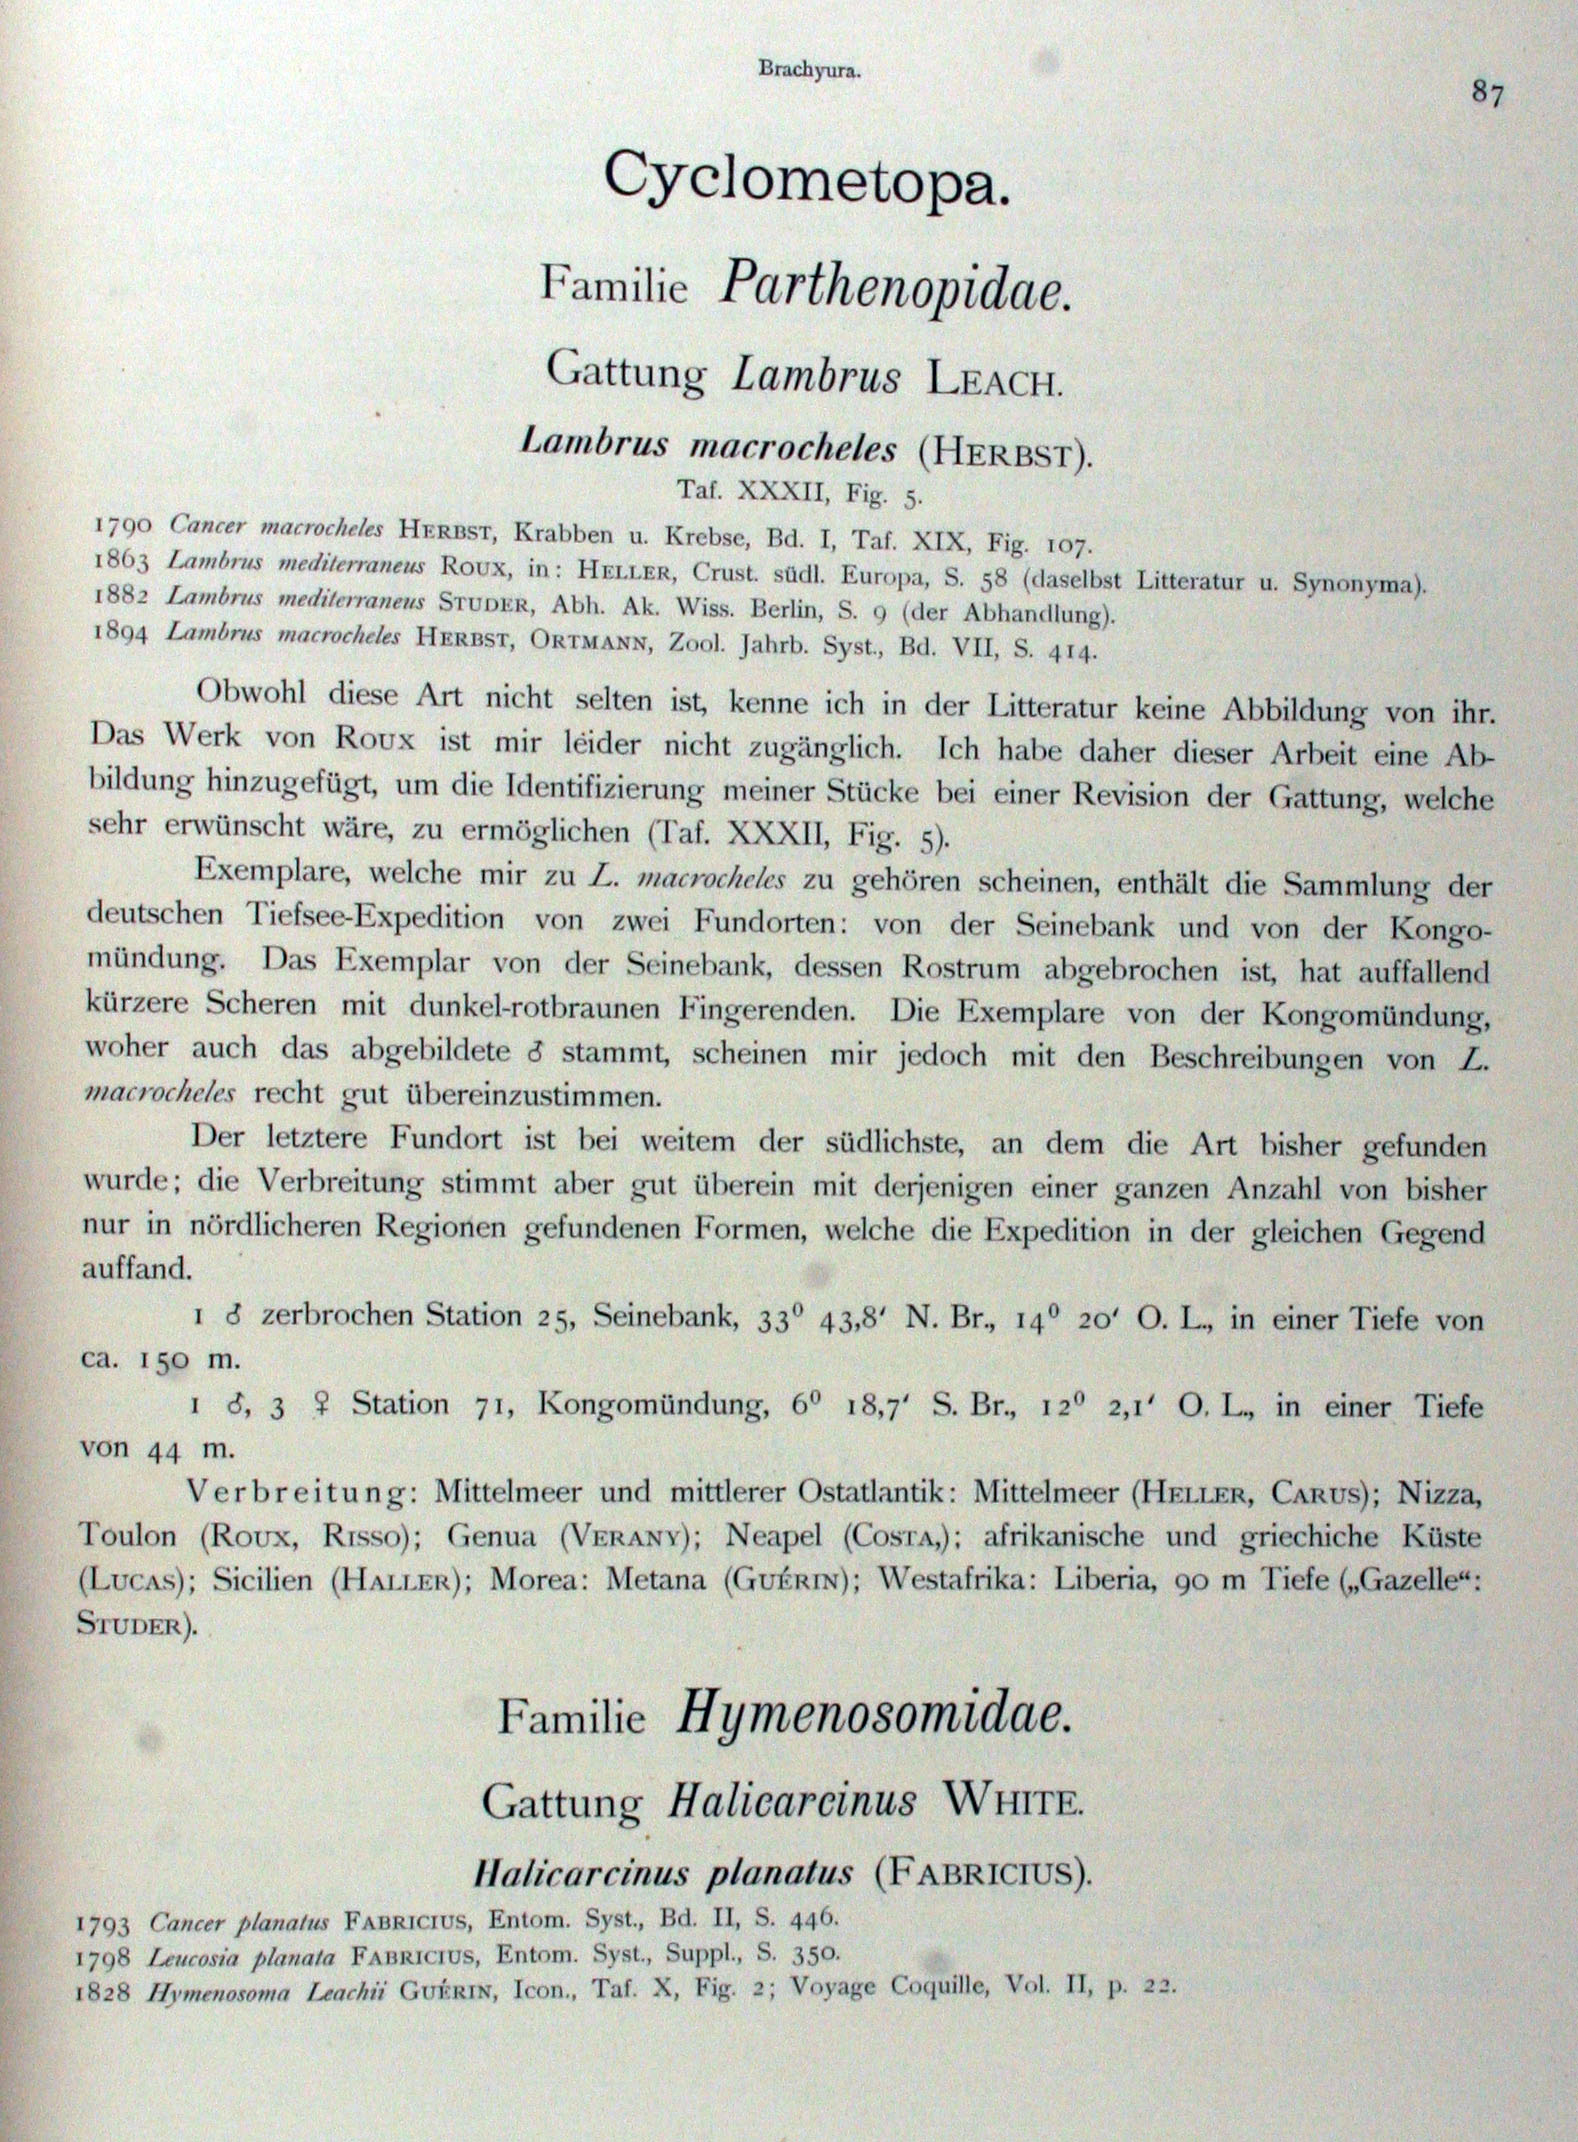 Brachyura.
87
Cyclometopa.
Familie Parthenopidae.
Gattung Lambrus LEACH.
Lambrus macrocheles (HERBST).
Taf. XXXII, Fig. 5.
1790 Cancer macrocheles HERBST, Krabben u. Krebse, Bd. I, Taf. XIX, Fig. 107.
1863 Lambrus mediterraneus ROUX, in: HELLER, Crust. südl. Europa, S. 58 (daselbst Litteratur u. Synonyma).
1882 Lambrus mediterraneus STUDER, Abh. Ak. Wiss. Berlin, S. 9 (der Abhandlung).
1894 Lambrus macrocheles HERBST, ORTMANN, Zool. Jahrb. Syst., Bd. VII, S. 414.
Obwohl diese Art nicht selten ist, kenne ich in der Litteratur keine Abbildung von ihr.
Das Werk von ROUX ist mir leider nicht zugänglich. Ich habe daher dieser Arbeit eine Ab-
bildung hinzugefügt, um die Identifizierung meiner Stücke bei einer Revision der Gattung, welche
sehr erwünscht wäre, zu ermöglichen (Taf. XXXII, Fig. 5).
Exemplare, welche mir zu L. macrocheles zu gehören scheinen, enthält die Sammlung der
deutschen Tiefsee-Expedition von zwei Fundorten: von der Seinebank und von der Kongo-
mündung. Das Exemplar von der Seinebank, dessen Rostrum abgebrochen ist, hat auffallend
kürzere Scheren mit dunkel-rotbraunen Fingerenden. Die Exemplare von der Kongomündung,
woher auch das abgebildete ♂ stammt, scheinen mir jedoch mit den Beschreibungen von L.
macrocheles recht gut übereinzustimmen.
Der letztere Fundort ist bei weitem der südlichste, an dem die Art bisher gefunden
wurde; die Verbreitung stimmt aber gut überein mit derjenigen einer ganzen Anzahl von bisher
nur in nördlicheren Regionen gefundenen Formen, welche die Expedition in der gleichen Gegend
auffand.
1 ♂ zerbrochen Station 25, Seinebank, 33⁰ 43,8' N. Br., 14⁰ 20' O. L., in einer Tiefe von
ca. 150 m.
1 ♂, 3 ♀ Station 71, Kongomündung, 6⁰ 18,7' S. Br., 12⁰ 2,1' O. L., in einer Tiefe
von 44 m.
Verbreitung: Mittelmeer und mittlerer Ostatlantik: Mittelmeer (HELLER, CARUS); Nizza,
Toulon (ROUX, RISSO); Genua (VERANY); Neapel (COSTA,); afrikanische und griechiche Küste
(LUCAS); Sicilien (HALLER); Morea: Metana (GUÉRIN); Westafrika: Liberia, 90 m Tiefe („Gazelle“:
STUDER).
Familie Hymenosomidae.
Gattung Halicarcinus WHITE.
Halicarcinus planatus (FABRICIUS).
1793 Cancer planatus FABRICIUS, Entom. Syst., Bd. II, S. 446.
1798 Leucosia planata FABRICIUS, Entom. Syst., Suppl., S. 350.
1828 Hymenosoma Leachii GUÉRIN, Icon., Taf. X, Fig. 2; Voyage Coquille, Vol. II, p. 22.